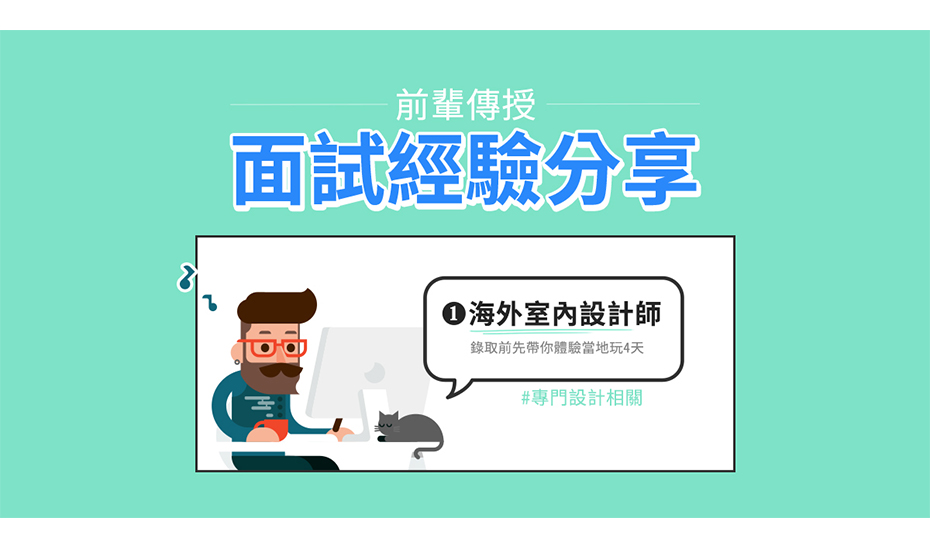 前輩傳授
面試經驗分享
❶海外室內設計師
錄取前先帶你體驗當地玩4天
#專門設計相關